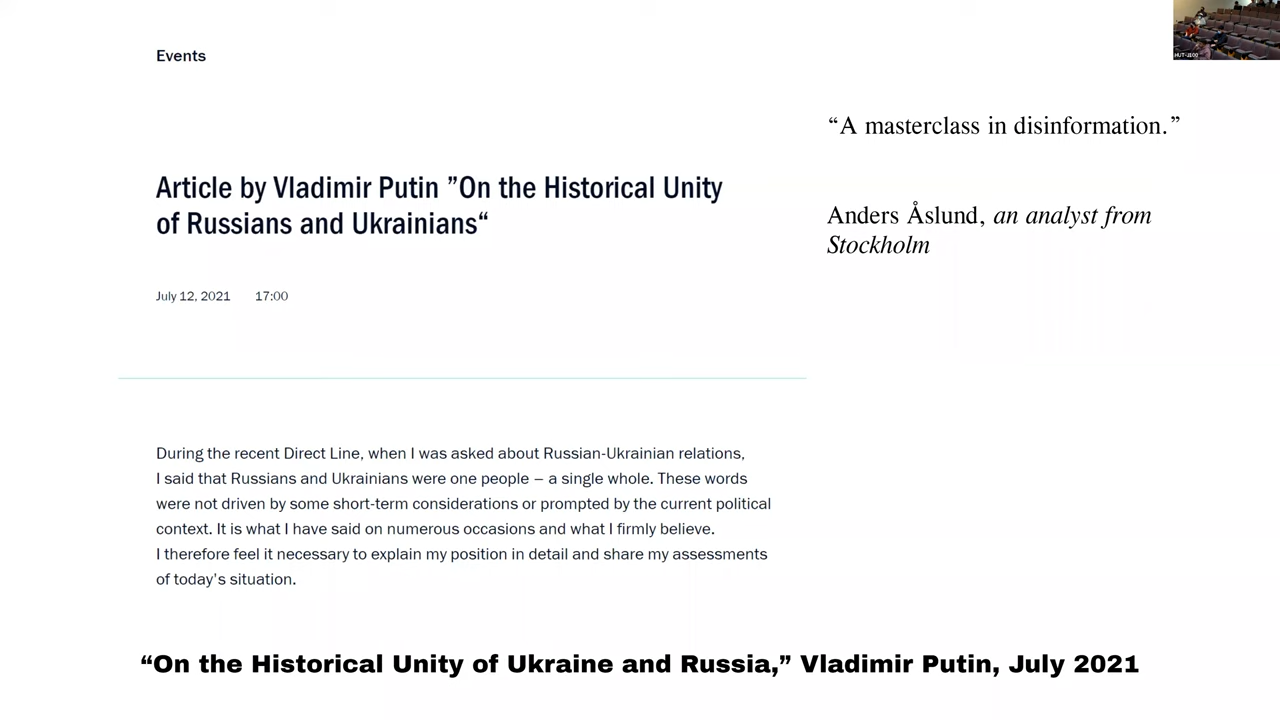 Events
Article by Vladimir Putin ”On the Historical Unity
of Russians and Ukrainians“
July 12, 2021 17:00
During the recent Direct Line, when I was asked about Russian-Ukrainian relations,
I said that Russians and Ukrainians were one people – a single whole. These words
were not driven by some short-term considerations or prompted by the current political
context. It is what I have said on numerous occasions and what I firmly believe.
I therefore feel it necessary to explain my position in detail and share my assessments
of today's situation.
“A masterclass in disinformation.”
Anders Åslund, an analyst from
Stockholm
“On the Historical Unity of Ukraine and Russia,” Vladimir Putin, July 2021